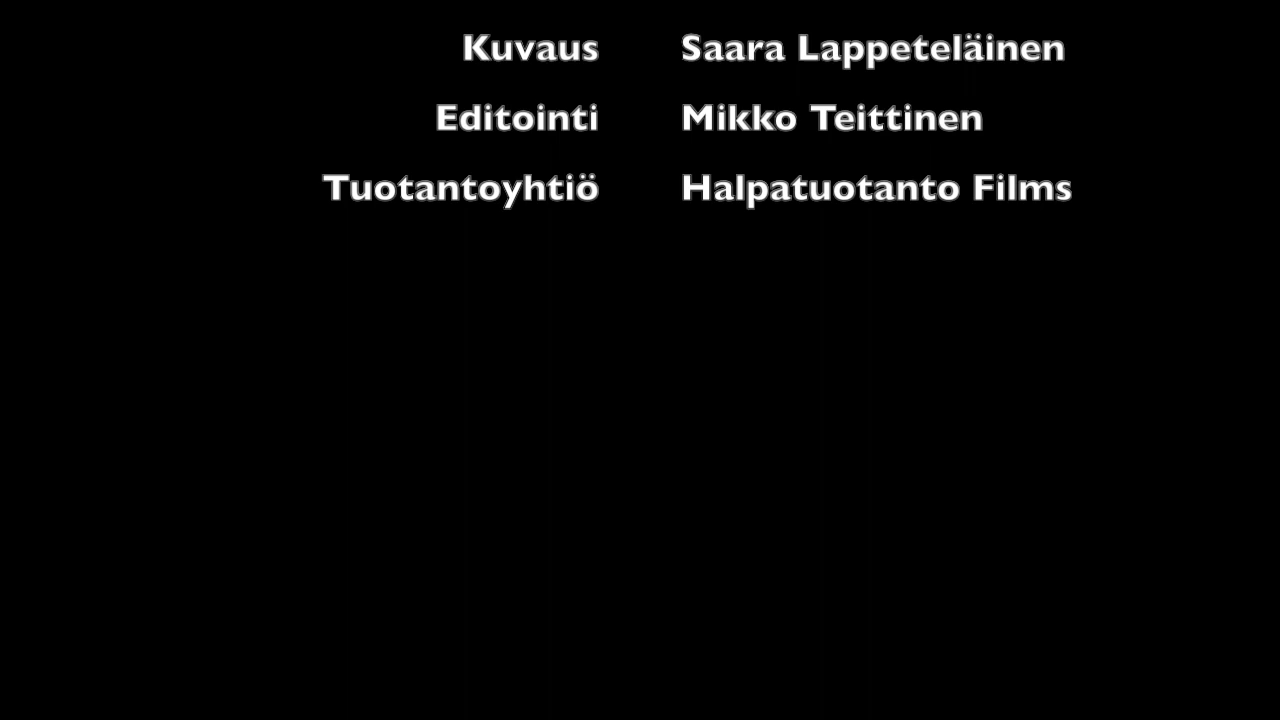 Kuvaus Saara Lappeteläinen
Editointi Mikko Teittinen
Tuotantoyhtiö Halpatuotanto Films